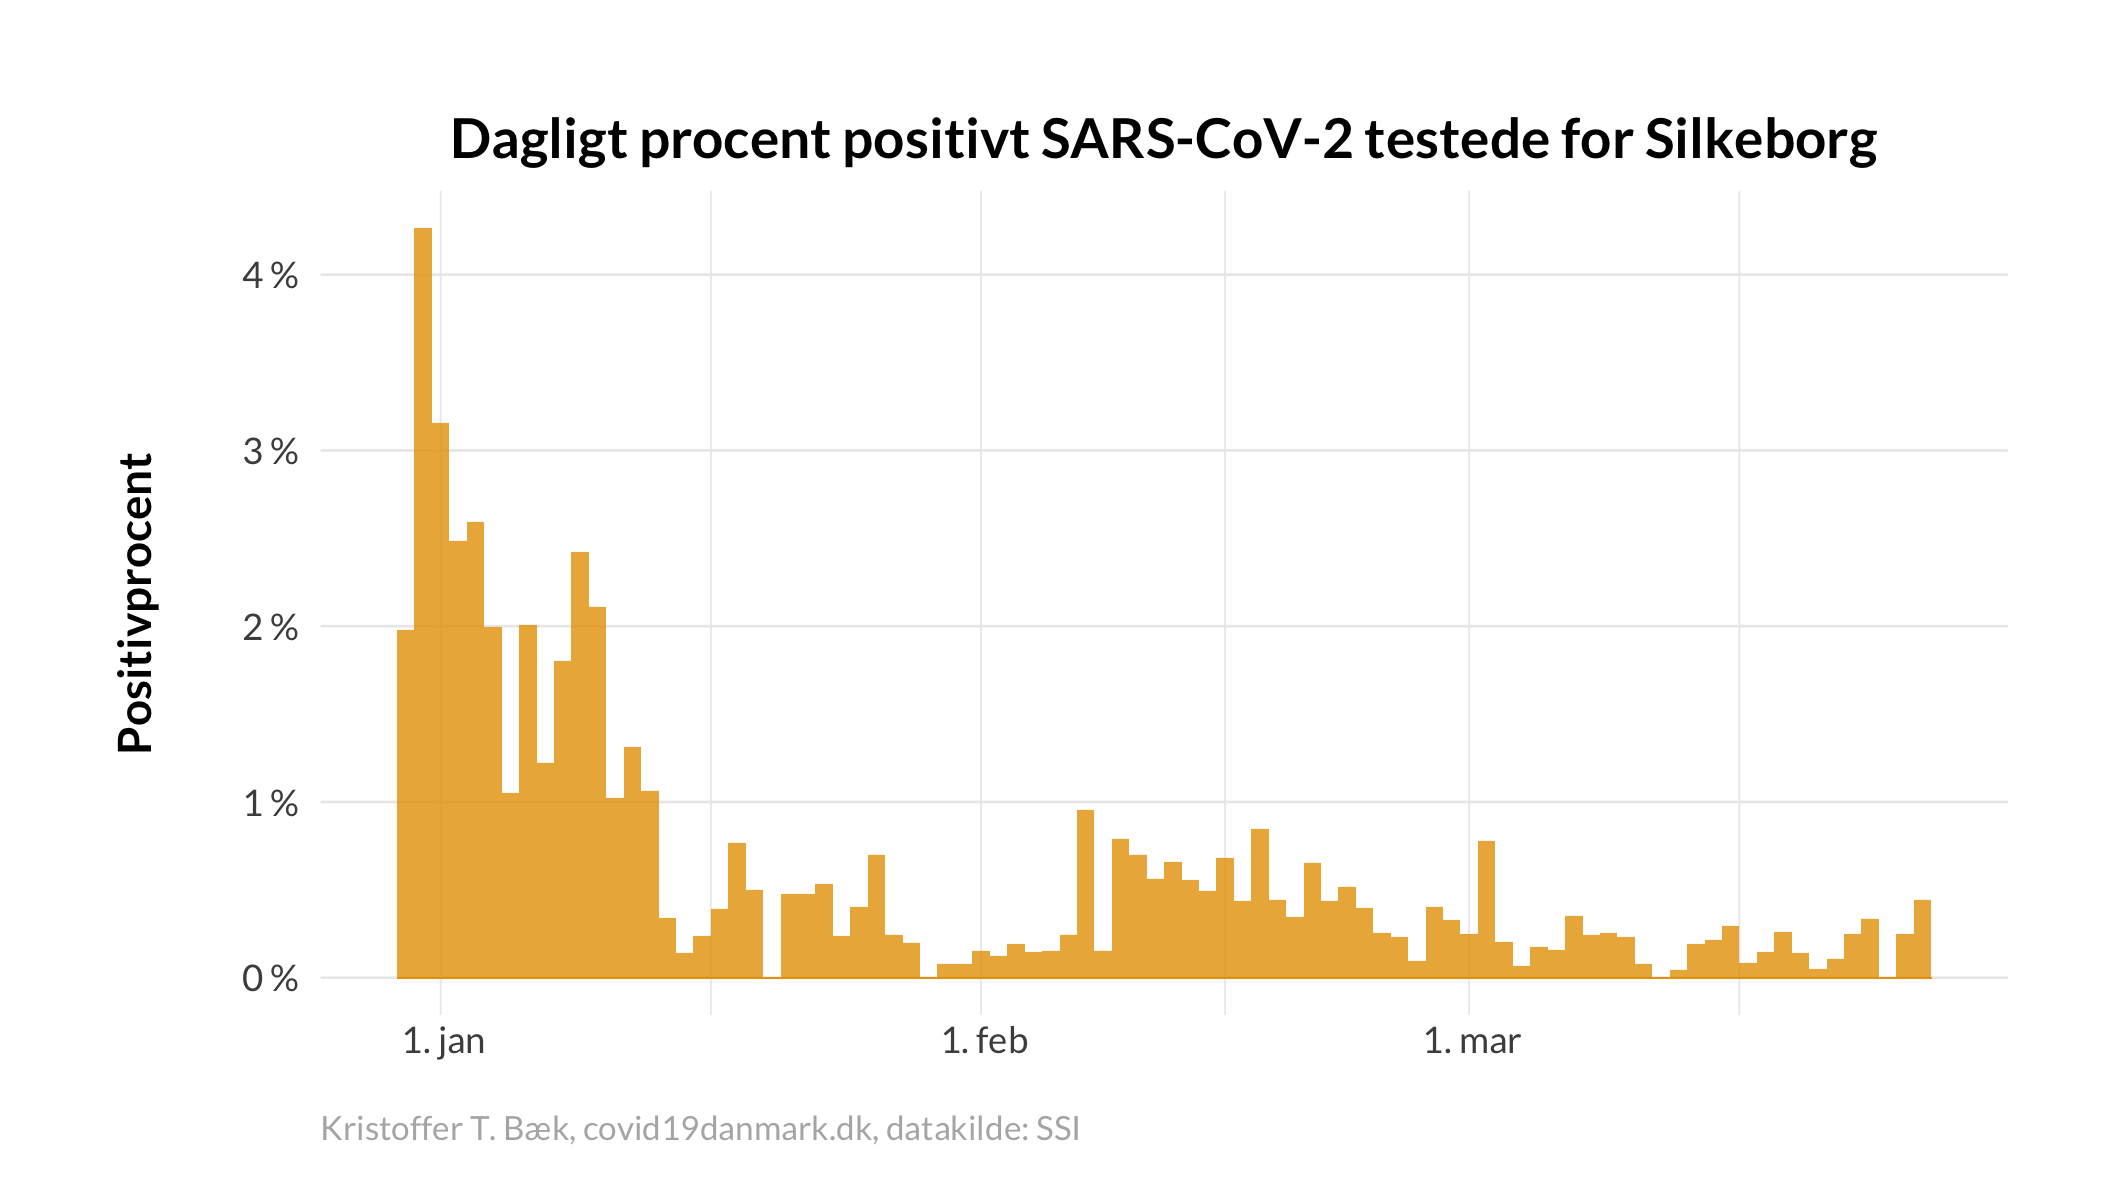 Dagligt procent positivt SARS-CoV-2 testede for Silkeborg
Positivprocent
4 %
3 %
2 %
1 %
0 %
1. jan
1. feb
1. mar
Kristoffer T. Bæk, covid19danmark.dk, datakilde: SSI